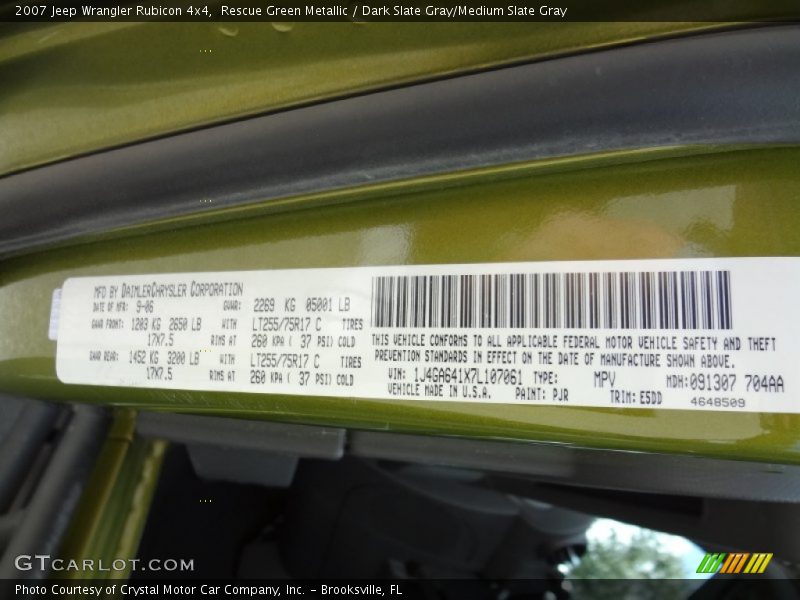 2007 Jeep Wrangler Rubicon 4x4, Rescue Green Metallic / Dark Slate Gray/Medium Slate Gray
MFD BY DAIMLERCHRYSLER CORPORATION
DATE OF MFR: 9-06 GVWR: 2269 KG 05001 LB
GAWR FRONT: 1203 KG 2650 LB WITH LT255/75R17 C TIRES
17X7.5 RIMS AT 260 KPA ( 37 PSI) COLD
GAWR REAR: 1452 KG 3200 LB WITH LT255/75R17 C TIRES
17X7.5 RIMS AT 260 KPA ( 37 PSI) COLD
THIS VEHICLE CONFORMS TO ALL APPLICABLE FEDERAL MOTOR VEHICLE SAFETY AND THEFT
PREVENTION STANDARDS IN EFFECT ON THE DATE OF MANUFACTURE SHOWN ABOVE.
VIN: 1J4GA641X7L107061 TYPE: MPV MDH: 091307 704AA
VEHICLE MADE IN U.S.A. PAINT: PJR TRIM: E5DD 4648509
GTCARLOT.COM
Photo Courtesy of Crystal Motor Car Company, Inc. – Brooksville, FL